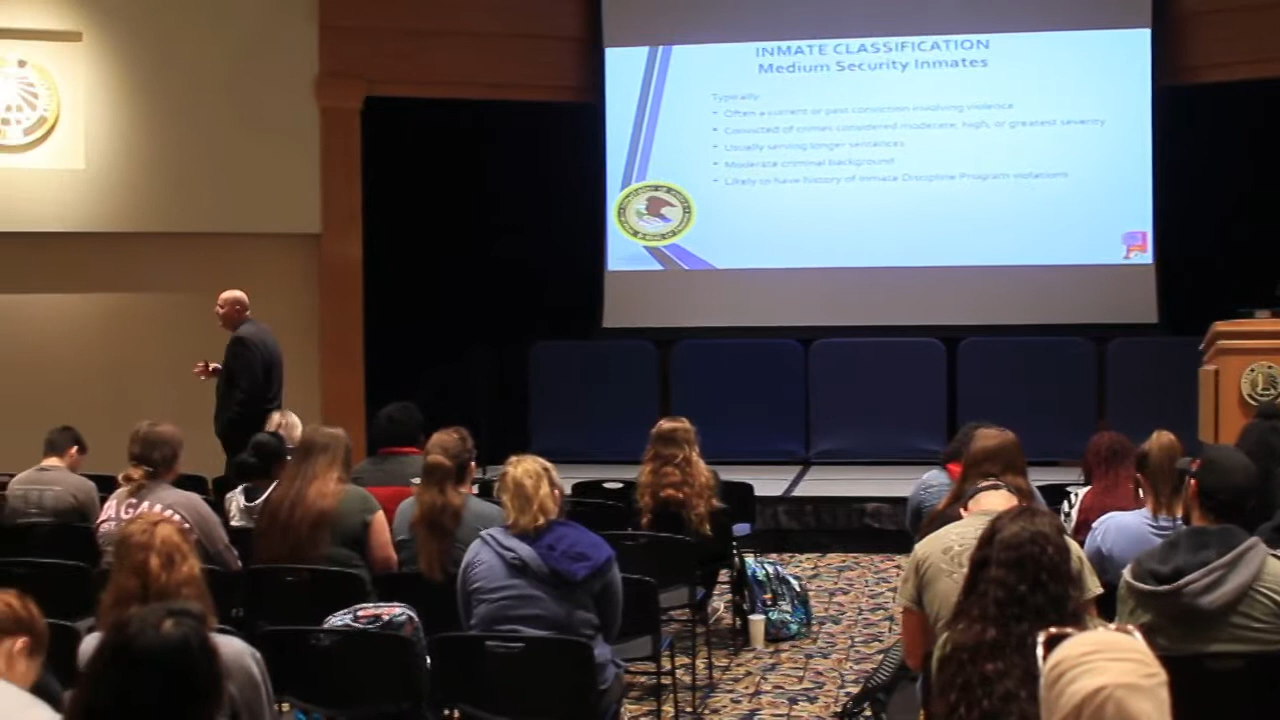 INMATE CLASSIFICATION
Medium Security Inmates
Typically:
Often a current or past conviction involving violence
Convicted of crimes considered moderate, high, or greatest severity
Usually serving longer sentences
Moderate criminal background
Likely to have history of Inmate Discipline Program violations